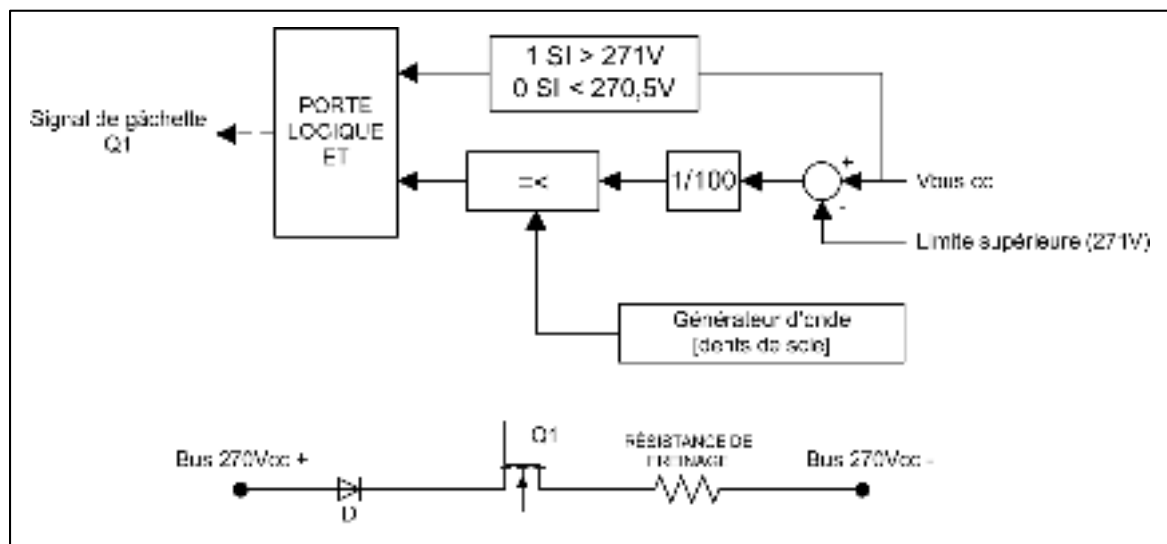 1 SI > 271V
0 SI < 270,5V
PORTE
LOGIQUE
ET
Signal de gâchette
Q1
=<
1/100
+
-
Vbus cc
Limite supérieure (271V)
Générateur d'onde
[dents de scie]
Q1
RÉSISTANCE DE
FREINAGE
Bus 270Vcc +
Bus 270Vcc -
D